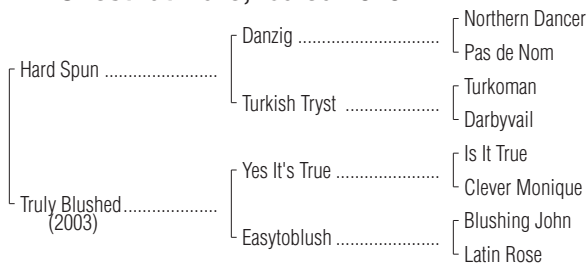 Northern Dancer
Danzig ..............................
Pas de Nom
Hard Spun ........................
Turkoman
Turkish Tryst ....................
Darbyvail
Is It True
Yes It's True ......................
Clever Monique
Truly Blushed....................
(2003)
Blushing John
Easytoblush ......................
Latin Rose